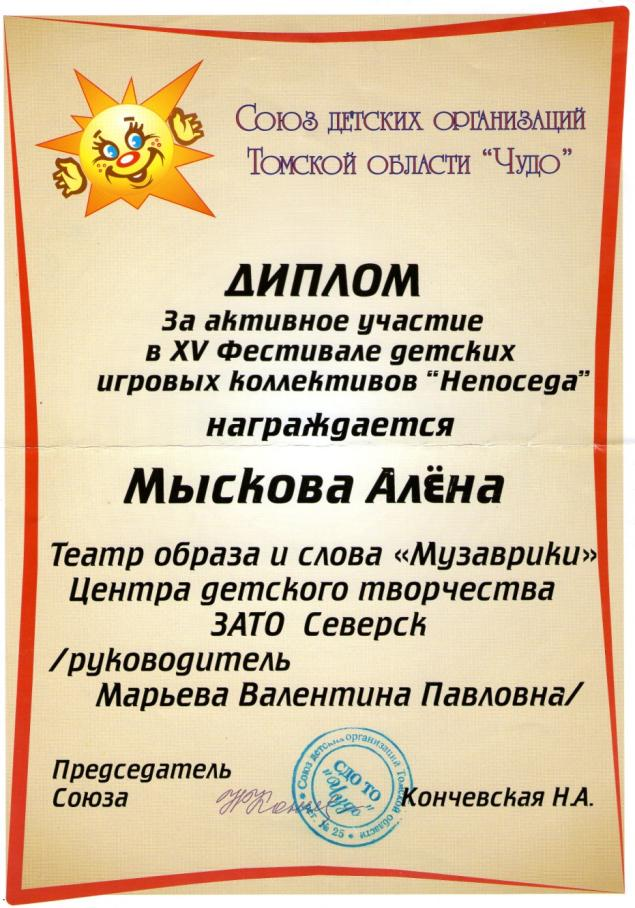 Союз детских организаций
Томской области “Чудо”
ДИПЛОМ
За активное участие
в XV Фестивале детских
игровых коллективов “Непоседа”
награждается
Мыскова Алёна
Театр образа и слова «Музаврики»
Центра детского творчества
ЗАТО Северск
/руководитель
Марьева Валентина Павловна/
Председатель
Союза
Кончевская Н.А.
Союз детских организаций Томской области
СДО ТО
"Чудо"
№ 25